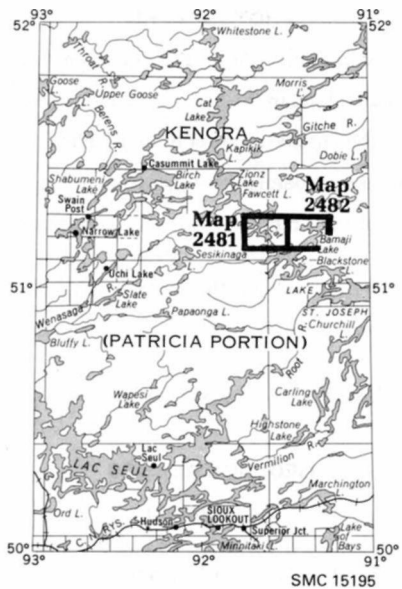 93° 92° 91°
52° 52°
Whitestone L.
Throat R.
Goose L.
Upper Goose L.
Morris L.
Berens R.
Cat Lake
KENORA
Gitche R.
Kapikik L.
Dobie L.
Casummit Lake
Shabumeni Lake
Birch Lake
Zionz Lake
Fawcett L.
Map 2482
Swain Post
Map 2481
Narrow Lake
Bamaji Lake
Sesikinaga L.
Blackstone L.
Uchi Lake
51° 51°
LAKE
ST. JOSEPH
Slate Lake
Wenasaga R.
Papaonga L.
Churchill L.
Bluffy L.
(PATRICIA PORTION)
Root R.
Wapesi Lake
Carling Lake
Highstone Lake
Lac Seul
LAC SEUL
Vermilion R.
Marchington L.
Ord L.
SIOUX LOOKOUT
C. N. RYS.
Hudson
Superior Jct.
Lake of Bays
Minnitaki L.
50° 50°
93° 92° 91°
SMC 15195